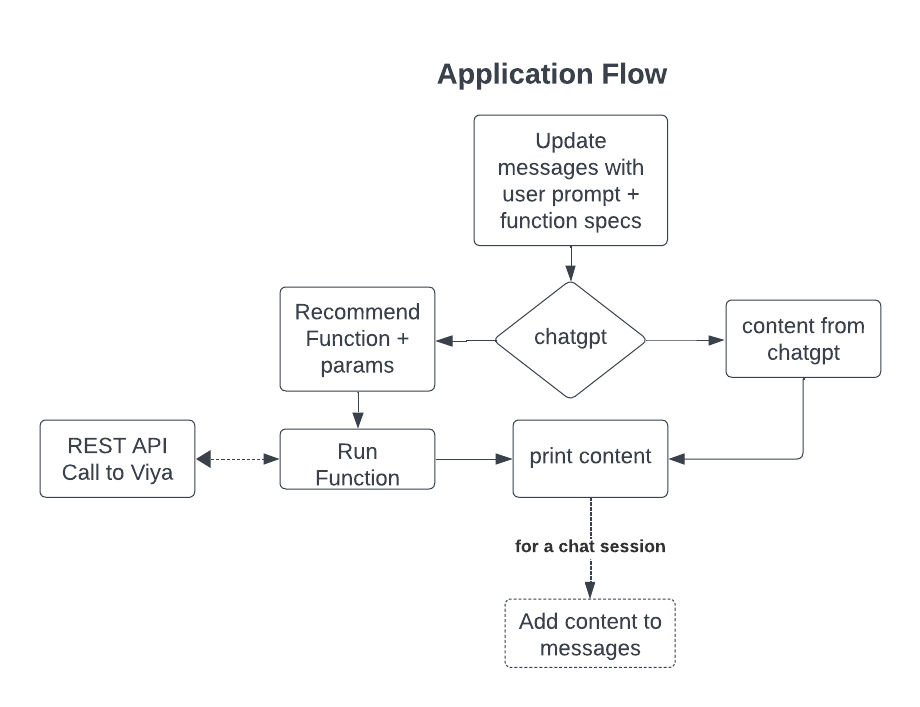 Application Flow
Update
messages with
user prompt +
function specs
chatgpt
Recommend
Function +
params
content from
chatgpt
REST API
Call to Viya
Run
Function
print content
for a chat session
Add content to
messages